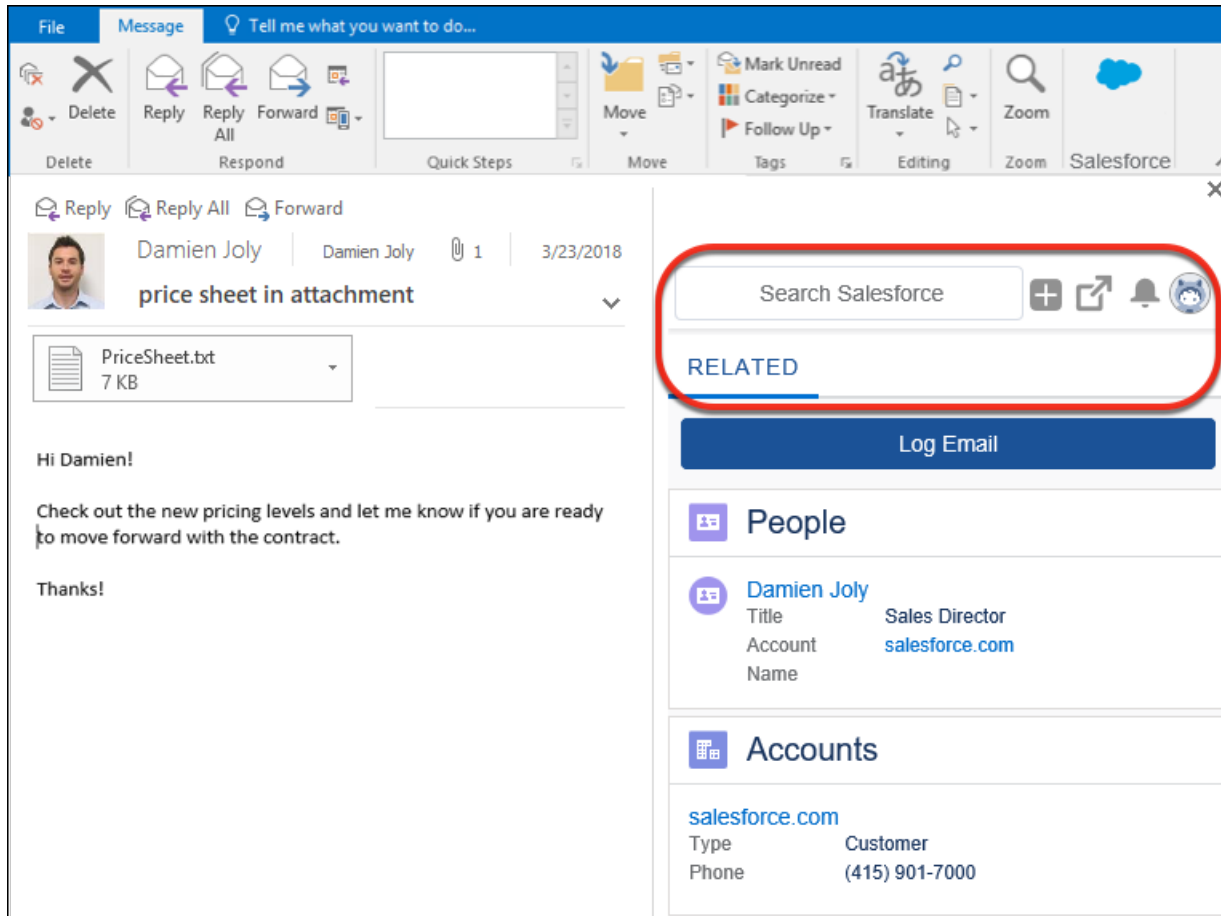 File Message Tell me what you want to do...
Delete
Reply
Reply All
Forward
Move
Mark Unread
Categorize
Follow Up
Translate
Zoom
Delete
Respond
Quick Steps
Move
Tags
Editing
Zoom
Salesforce
Reply Reply All Forward
Damien Joly Damien Joly 1 3/23/2018
price sheet in attachment
PriceSheet.txt
7 KB
Hi Damien!
Check out the new pricing levels and let me know if you are ready
to move forward with the contract.
Thanks!
Search Salesforce
RELATED
Log Email
People
Damien Joly
Title Sales Director
Account salesforce.com
Name
Accounts
salesforce.com
Type Customer
Phone (415) 901-7000